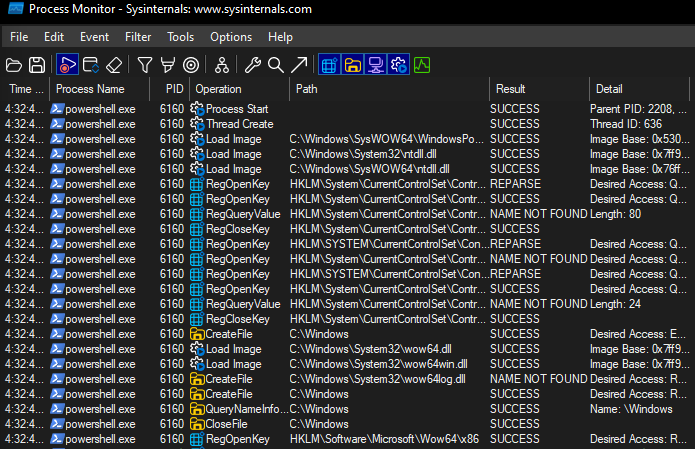 Process Monitor - Sysinternals: www.sysinternals.com
File Edit Event Filter Tools Options Help
Time ... Process Name PID Operation Path Result Detail
4:32:4... powershell.exe 6160 Process Start SUCCESS Parent PID: 2208, ...
4:32:4... powershell.exe 6160 Thread Create SUCCESS Thread ID: 636
4:32:4... powershell.exe 6160 Load Image C:\Windows\SysWOW64\WindowsPo... SUCCESS Image Base: 0x530...
4:32:4... powershell.exe 6160 Load Image C:\Windows\System32\ntdll.dll SUCCESS Image Base: 0x7ff9...
4:32:4... powershell.exe 6160 Load Image C:\Windows\SysWOW64\ntdll.dll SUCCESS Image Base: 0x76ff...
4:32:4... powershell.exe 6160 RegOpenKey HKLM\System\CurrentControlSet\Contr... REPARSE Desired Access: Q...
4:32:4... powershell.exe 6160 RegOpenKey HKLM\System\CurrentControlSet\Contr... SUCCESS Desired Access: Q...
4:32:4... powershell.exe 6160 RegQueryValue HKLM\System\CurrentControlSet\Contr... NAME NOT FOUND Length: 80
4:32:4... powershell.exe 6160 RegCloseKey HKLM\System\CurrentControlSet\Contr... SUCCESS
4:32:4... powershell.exe 6160 RegOpenKey HKLM\SYSTEM\CurrentControlSet\Con... REPARSE Desired Access: Q...
4:32:4... powershell.exe 6160 RegOpenKey HKLM\System\CurrentControlSet\Contr... NAME NOT FOUND Desired Access: Q...
4:32:4... powershell.exe 6160 RegOpenKey HKLM\SYSTEM\CurrentControlSet\Con... REPARSE Desired Access: Q...
4:32:4... powershell.exe 6160 RegOpenKey HKLM\System\CurrentControlSet\Contr... SUCCESS Desired Access: Q...
4:32:4... powershell.exe 6160 RegQueryValue HKLM\System\CurrentControlSet\Contr... NAME NOT FOUND Length: 24
4:32:4... powershell.exe 6160 RegCloseKey HKLM\System\CurrentControlSet\Contr... SUCCESS
4:32:4... powershell.exe 6160 CreateFile C:\Windows SUCCESS Desired Access: E...
4:32:4... powershell.exe 6160 Load Image C:\Windows\System32\wow64.dll SUCCESS Image Base: 0x7ff9...
4:32:4... powershell.exe 6160 Load Image C:\Windows\System32\wow64win.dll SUCCESS Image Base: 0x7ff9...
4:32:4... powershell.exe 6160 CreateFile C:\Windows\System32\wow64log.dll NAME NOT FOUND Desired Access: R...
4:32:4... powershell.exe 6160 CreateFile C:\Windows SUCCESS Desired Access: R...
4:32:4... powershell.exe 6160 QueryNameInfo... C:\Windows SUCCESS Name: \Windows
4:32:4... powershell.exe 6160 CloseFile C:\Windows SUCCESS
4:32:4... powershell.exe 6160 RegOpenKey HKLM\Software\Microsoft\Wow64\x86 SUCCESS Desired Access: R...